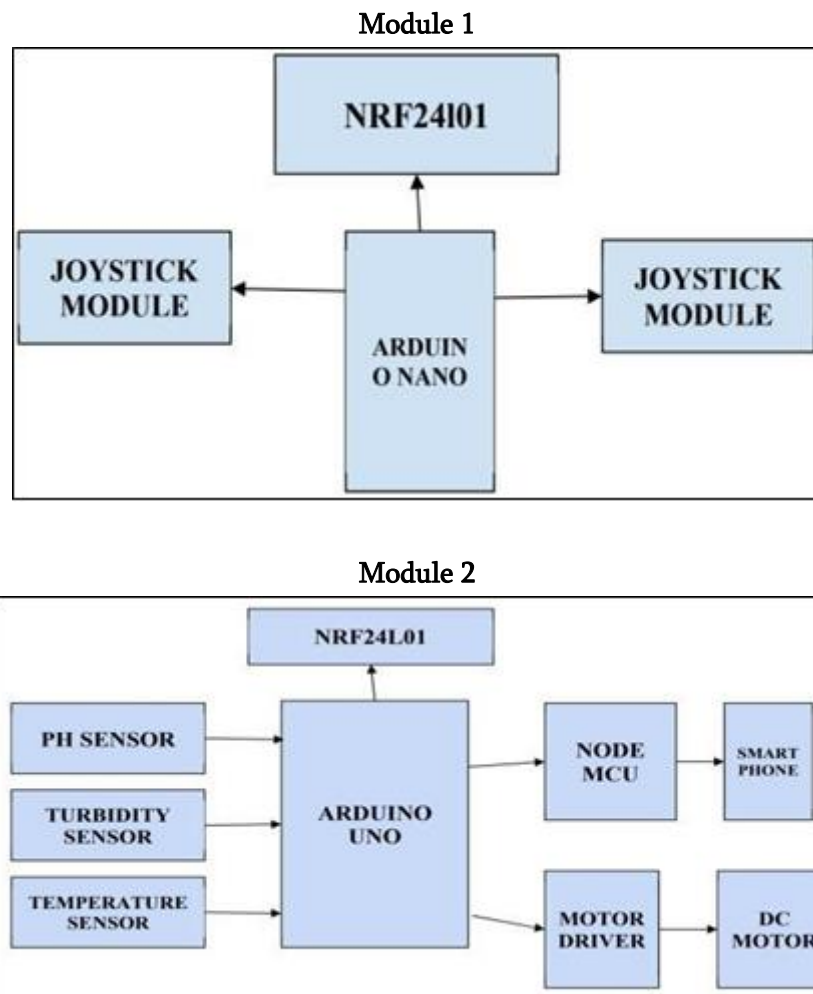 Module 1
NRF24l01
JOYSTICK
MODULE
ARDUIN
O NANO
JOYSTICK
MODULE
Module 2
NRF24L01
PH SENSOR
TURBIDITY
SENSOR
TEMPERATURE
SENSOR
ARDUINO
UNO
NODE
MCU
SMART
PHONE
MOTOR
DRIVER
DC
MOTOR